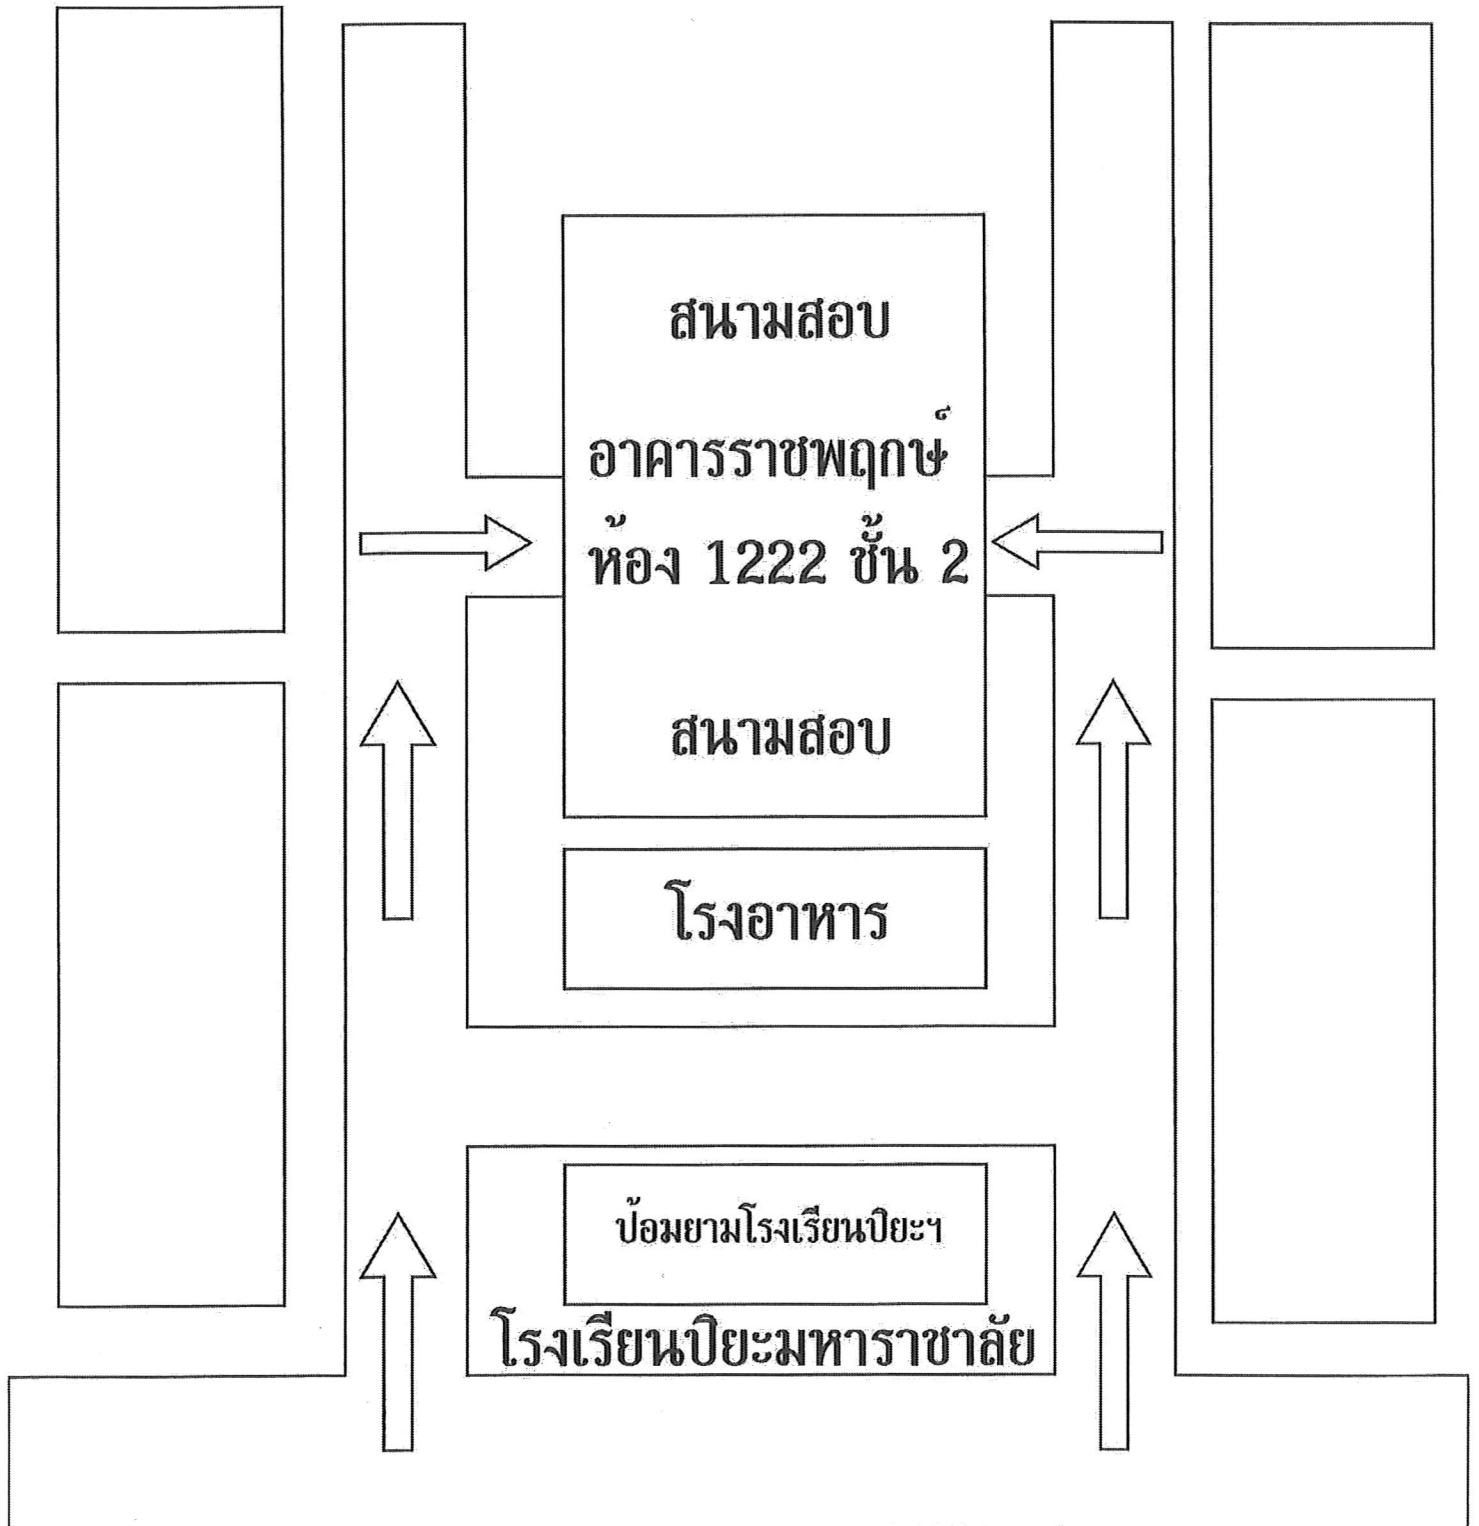 สนามสอบ
อาคารราชพฤกษ์
ห้อง 1222 ชั้น 2
สนามสอบ
โรงอาหาร
ป้อมยามโรงเรียนปิยะฯ
โรงเรียนปิยะมหาราชาลัย